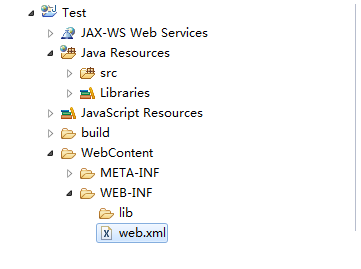 Test
JAX-WS Web Services
Java Resources
src
Libraries
JavaScript Resources
build
WebContent
META-INF
WEB-INF
lib
web.xml